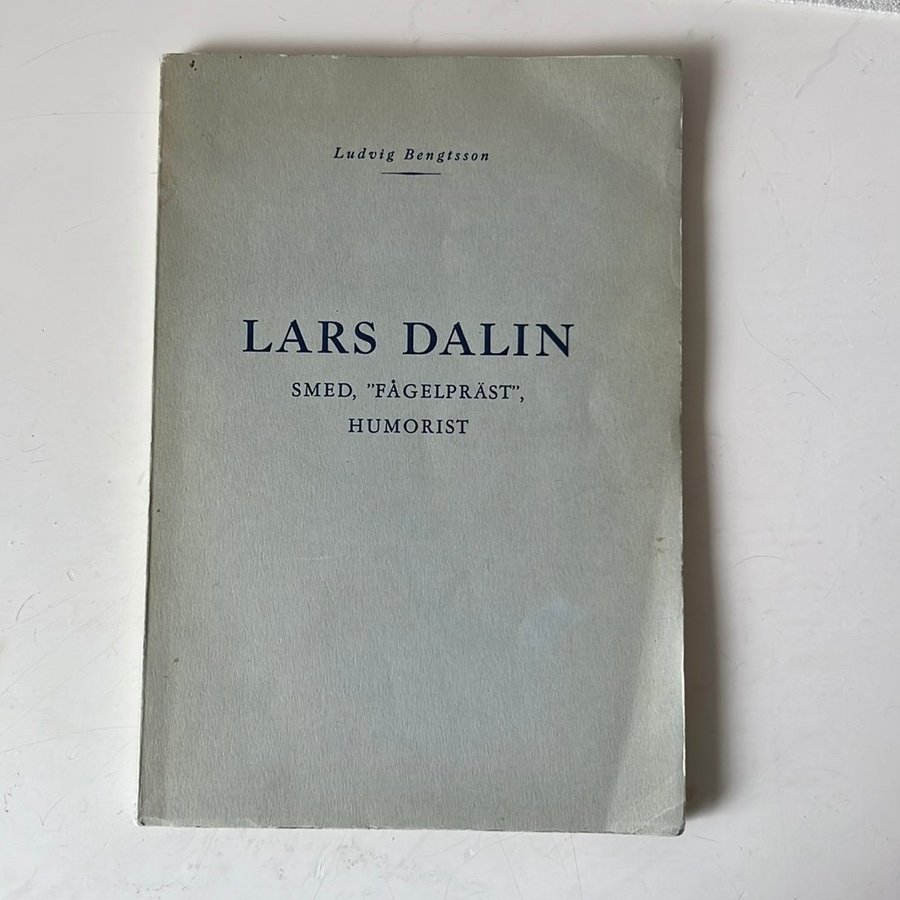 Ludvig Bengtsson
LARS DALIN
SMED, ”FÅGELPRÄST”,
HUMORIST